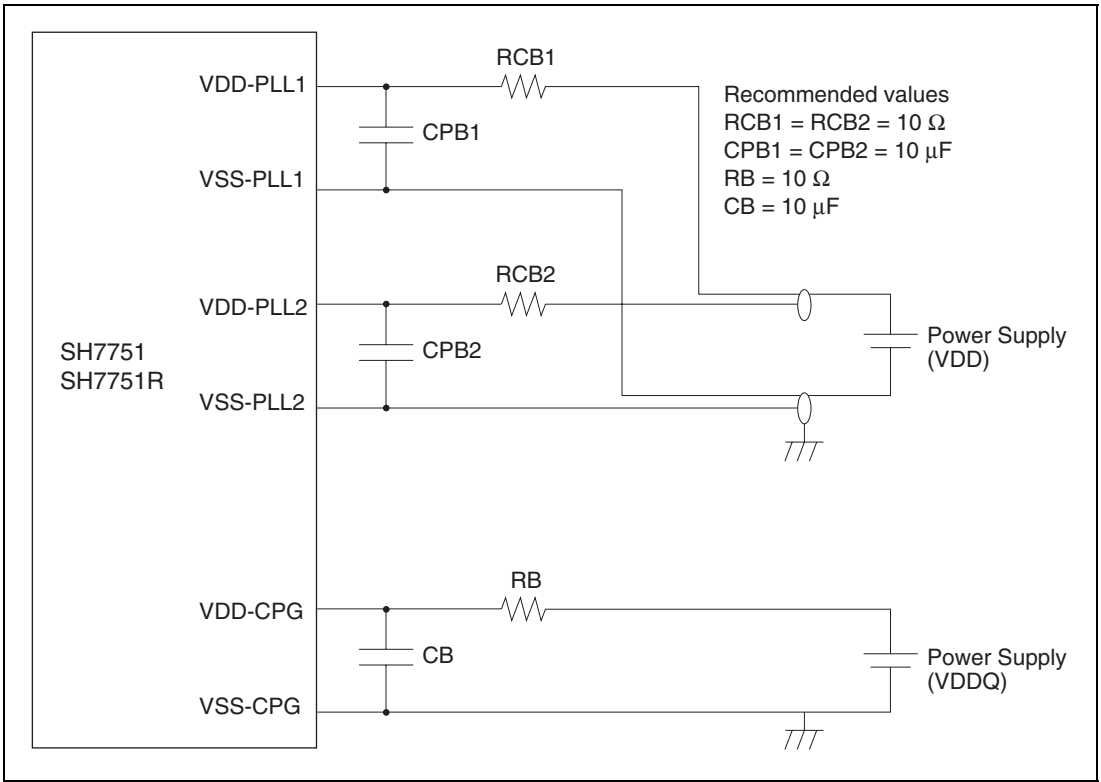 VDD-PLL1
RCB1
CPB1
VSS-PLL1
Recommended values
RCB1 = RCB2 = 10 Ω
CPB1 = CPB2 = 10 μF
RB = 10 Ω
CB = 10 μF
VDD-PLL2
RCB2
CPB2
VSS-PLL2
SH7751
SH7751R
Power Supply
(VDD)
VDD-CPG
RB
CB
VSS-CPG
Power Supply
(VDDQ)